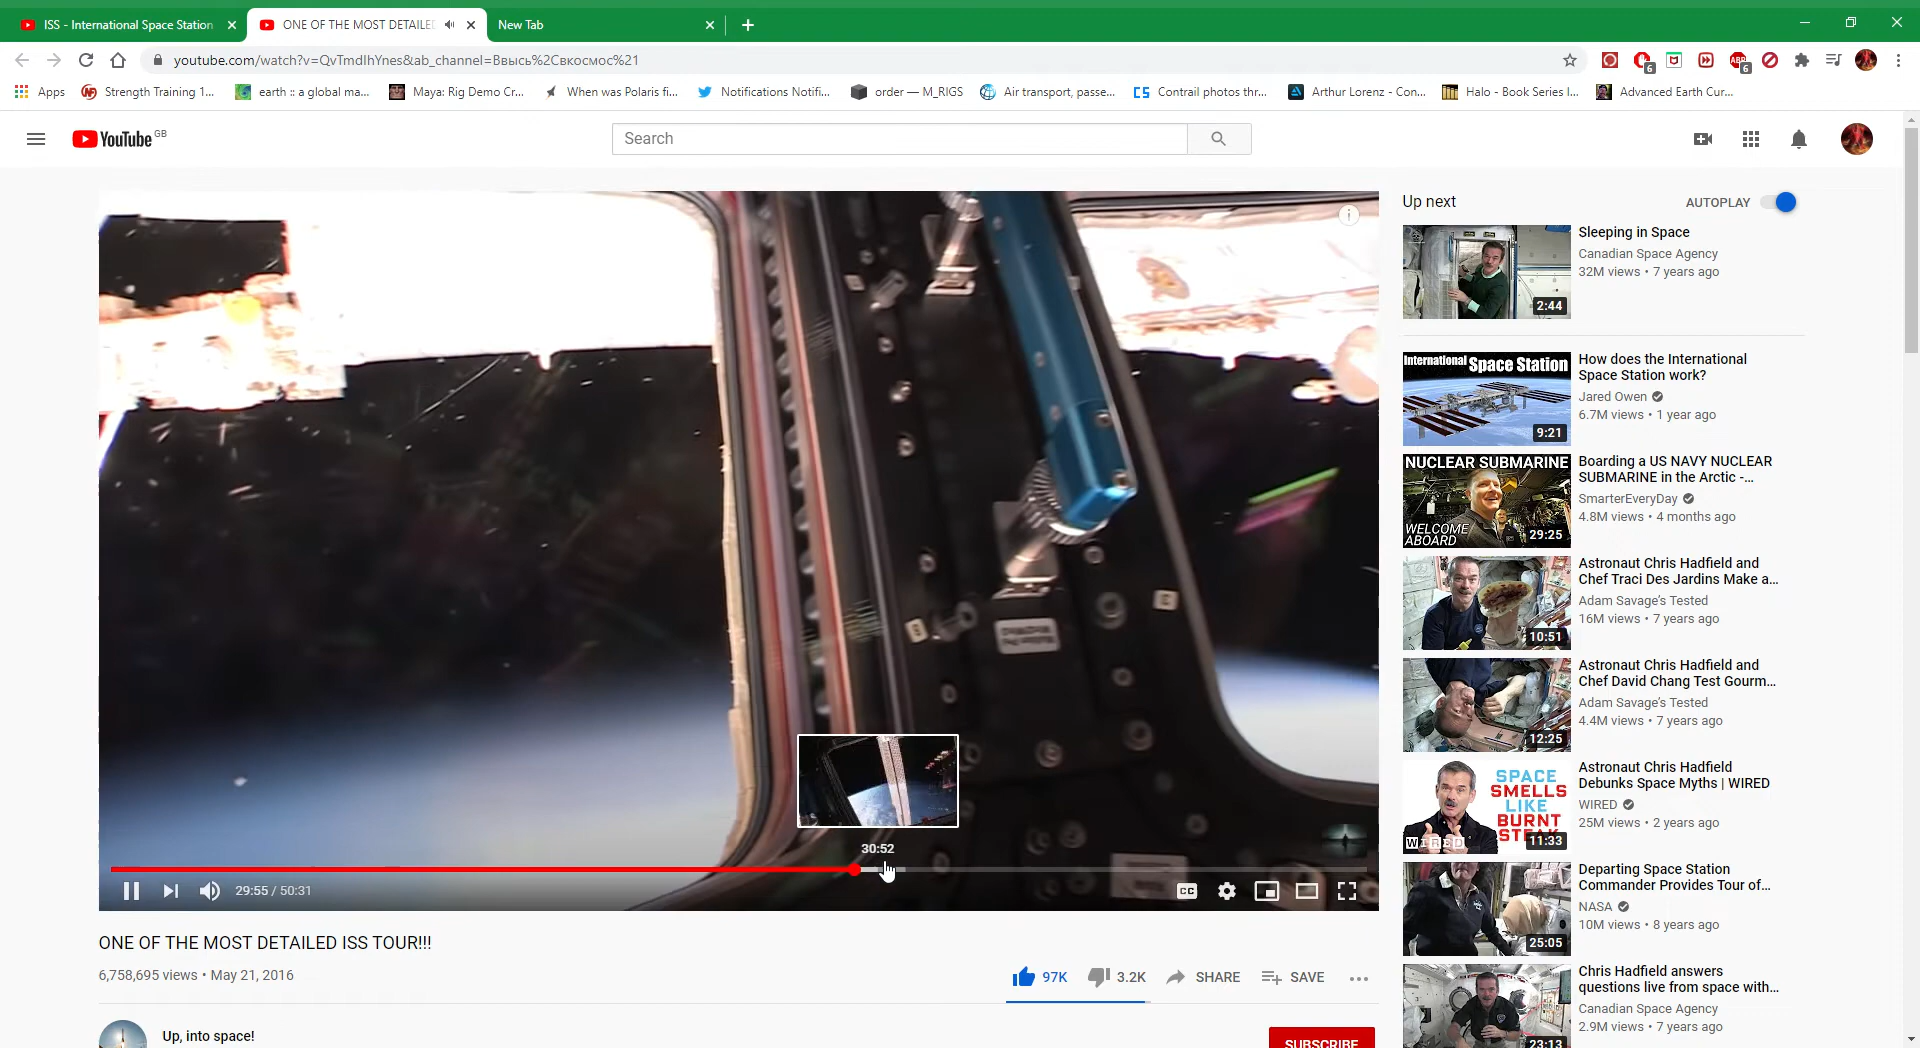 ISS - International Space Station
ONE OF THE MOST DETAILED
New Tab
youtube.com/watch?v=QvTmdIhYnes&ab_channel=Ввысь%2Cвкосмос%21
6
6
Apps
Strength Training 1...
earth :: a global ma...
Maya: Rig Demo Cr...
When was Polaris fi...
Notifications Notifi...
order — M_RIGS
Air transport, passe...
Contrail photos thr...
Arthur Lorenz - Con...
Halo - Book Series I...
Advanced Earth Cur...
YouTube GB
Search
30:52
29:55 / 50:31
CC
ONE OF THE MOST DETAILED ISS TOUR!!!
6,758,695 views • May 21, 2016
97K
3.2K
SHARE
SAVE
Up, into space!
SUBSCRIBE
Up next
AUTOPLAY
2:44
Sleeping in Space
Canadian Space Agency
32M views • 7 years ago
International Space Station
9:21
How does the International
Space Station work?
Jared Owen
6.7M views • 1 year ago
NUCLEAR SUBMARINE
WELCOME
ABOARD
29:25
Boarding a US NAVY NUCLEAR
SUBMARINE in the Arctic -...
SmarterEveryDay
4.8M views • 4 months ago
10:51
Astronaut Chris Hadfield and
Chef Traci Des Jardins Make a...
Adam Savage's Tested
16M views • 7 years ago
12:25
Astronaut Chris Hadfield and
Chef David Chang Test Gourm...
Adam Savage's Tested
4.4M views • 7 years ago
SPACE
SMELLS
LIKE
BURNT
STEAK
WIRED
11:33
Astronaut Chris Hadfield
Debunks Space Myths | WIRED
WIRED
25M views • 2 years ago
25:05
Departing Space Station
Commander Provides Tour of...
NASA
10M views • 8 years ago
23:13
Chris Hadfield answers
questions live from space with...
Canadian Space Agency
2.9M views • 7 years ago